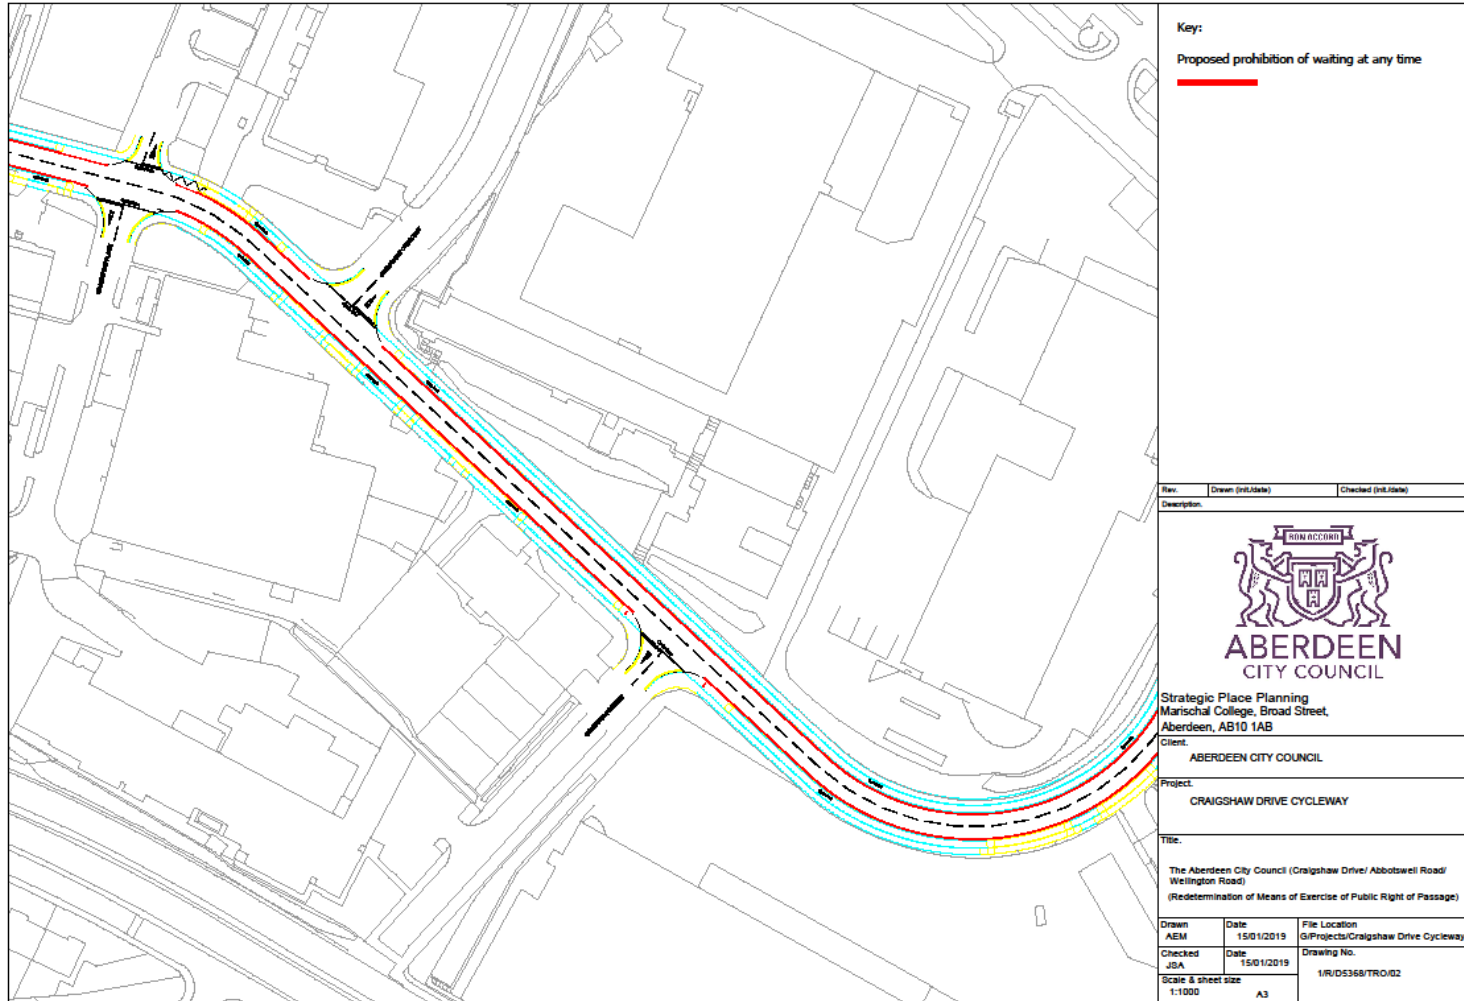 Key:
Proposed prohibition of waiting at any time
Rev.
Drawn (Init./date)
Checked (Init./date)
Description.
BON ACCORD
ABERDEEN
CITY COUNCIL
Strategic Place Planning
Marischal College, Broad Street,
Aberdeen, AB10 1AB
Client.
ABERDEEN CITY COUNCIL
Project.
CRAIGSHAW DRIVE CYCLEWAY
Title.
The Aberdeen City Council (Craigshaw Drive/ Abbotswell Road/
Wellington Road)
(Redetermination of Means of Exercise of Public Right of Passage)
Drawn
AEM
Date
15/01/2019
File Location
G/Projects/Craigshaw Drive Cycleway
Checked
JSA
Date
15/01/2019
Drawing No.
1/R/D5368/TRO/02
Scale & sheet size
1:1000
A3